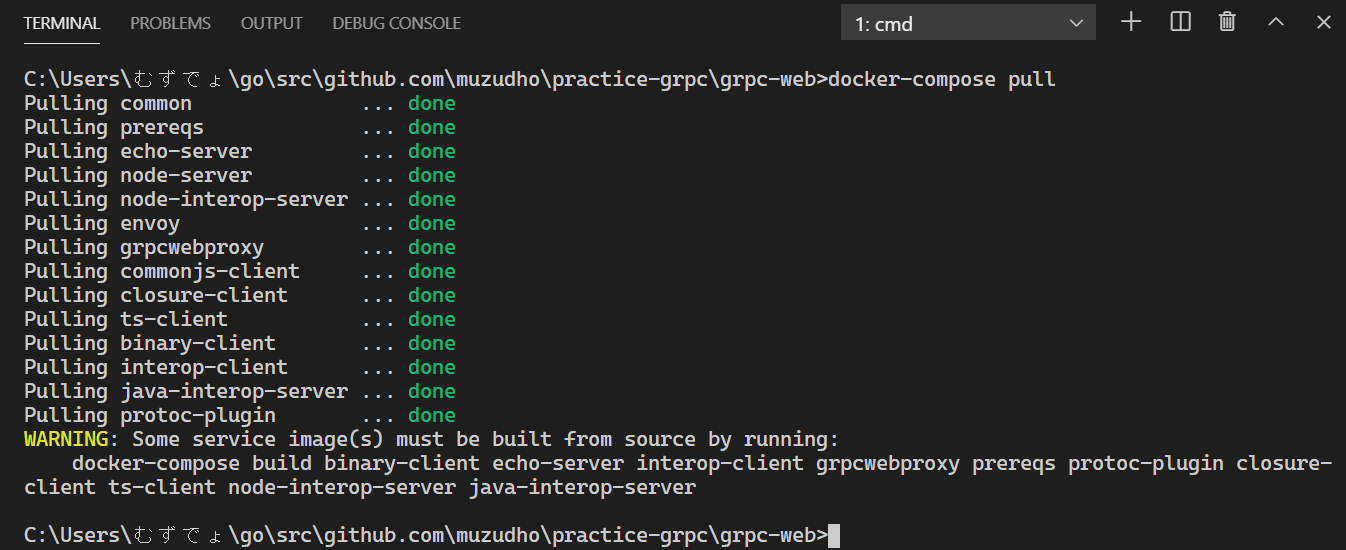 TERMINAL PROBLEMS OUTPUT DEBUG CONSOLE 1: cmd
C:\Users\むずでょ\go\src\github.com\muzudho\practice-grpc\grpc-web>docker-compose pull
Pulling common ... done
Pulling prereqs ... done
Pulling echo-server ... done
Pulling node-server ... done
Pulling node-interop-server ... done
Pulling envoy ... done
Pulling grpcwebproxy ... done
Pulling commonjs-client ... done
Pulling closure-client ... done
Pulling ts-client ... done
Pulling binary-client ... done
Pulling interop-client ... done
Pulling java-interop-server ... done
Pulling protoc-plugin ... done
WARNING: Some service image(s) must be built from source by running:
docker-compose build binary-client echo-server interop-client grpcwebproxy prereqs protoc-plugin closure-
client ts-client node-interop-server java-interop-server
C:\Users\むずでょ\go\src\github.com\muzudho\practice-grpc\grpc-web>